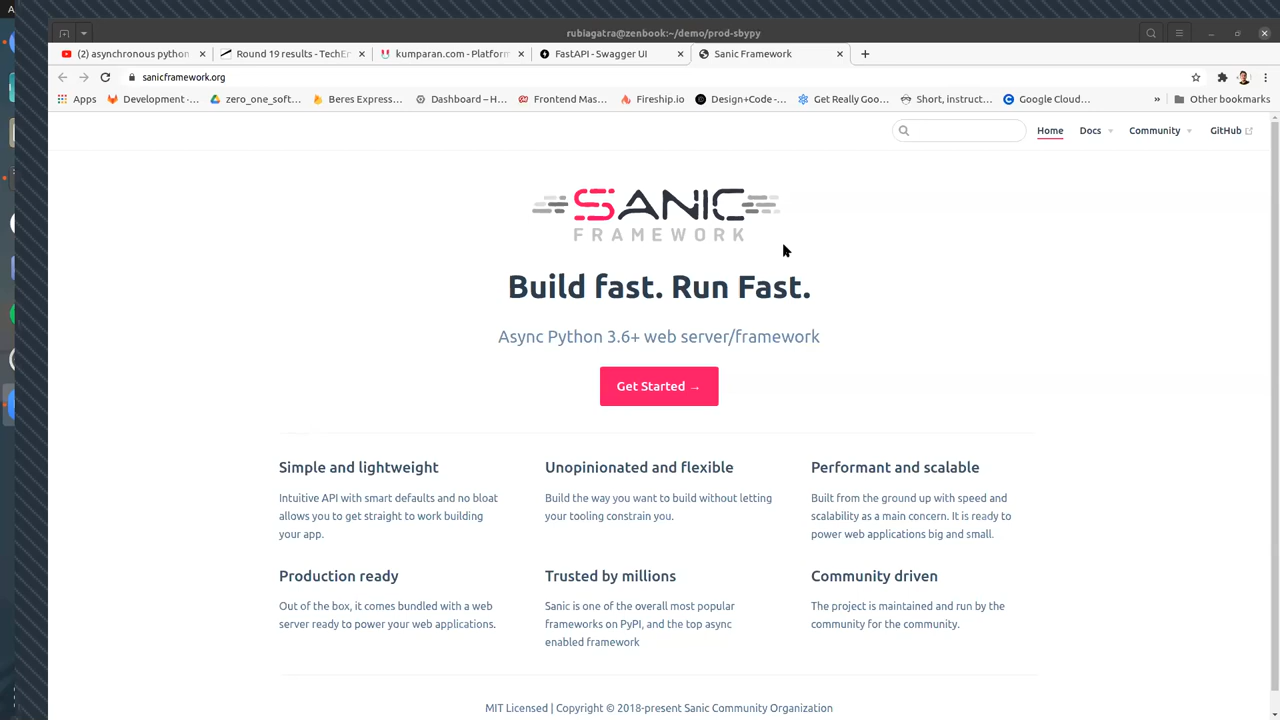 rubiagatra@zenbook:~/demo/prod-sbypy
(2) asynchronous python
Round 19 results - TechEm
kumparan.com - Platform
FastAPI - Swagger UI
Sanic Framework
sanicframework.org
Apps
Development -...
zero_one_soft...
Beres Express...
Dashboard – H...
Frontend Mas...
Fireship.io
Design+Code -...
Get Really Goo...
Short, instruct...
Google Cloud...
»
Other bookmarks
Home
Docs
Community
GitHub
SANIC
FRAMEWORK
Build fast. Run Fast.
Async Python 3.6+ web server/framework
Get Started →
Simple and lightweight
Intuitive API with smart defaults and no bloat
allows you to get straight to work building
your app.
Unopinionated and flexible
Build the way you want to build without letting
your tooling constrain you.
Performant and scalable
Built from the ground up with speed and
scalability as a main concern. It is ready to
power web applications big and small.
Production ready
Out of the box, it comes bundled with a web
server ready to power your web applications.
Trusted by millions
Sanic is one of the overall most popular
frameworks on PyPI, and the top async
enabled framework
Community driven
The project is maintained and run by the
community for the community.
MIT Licensed | Copyright © 2018-present Sanic Community Organization